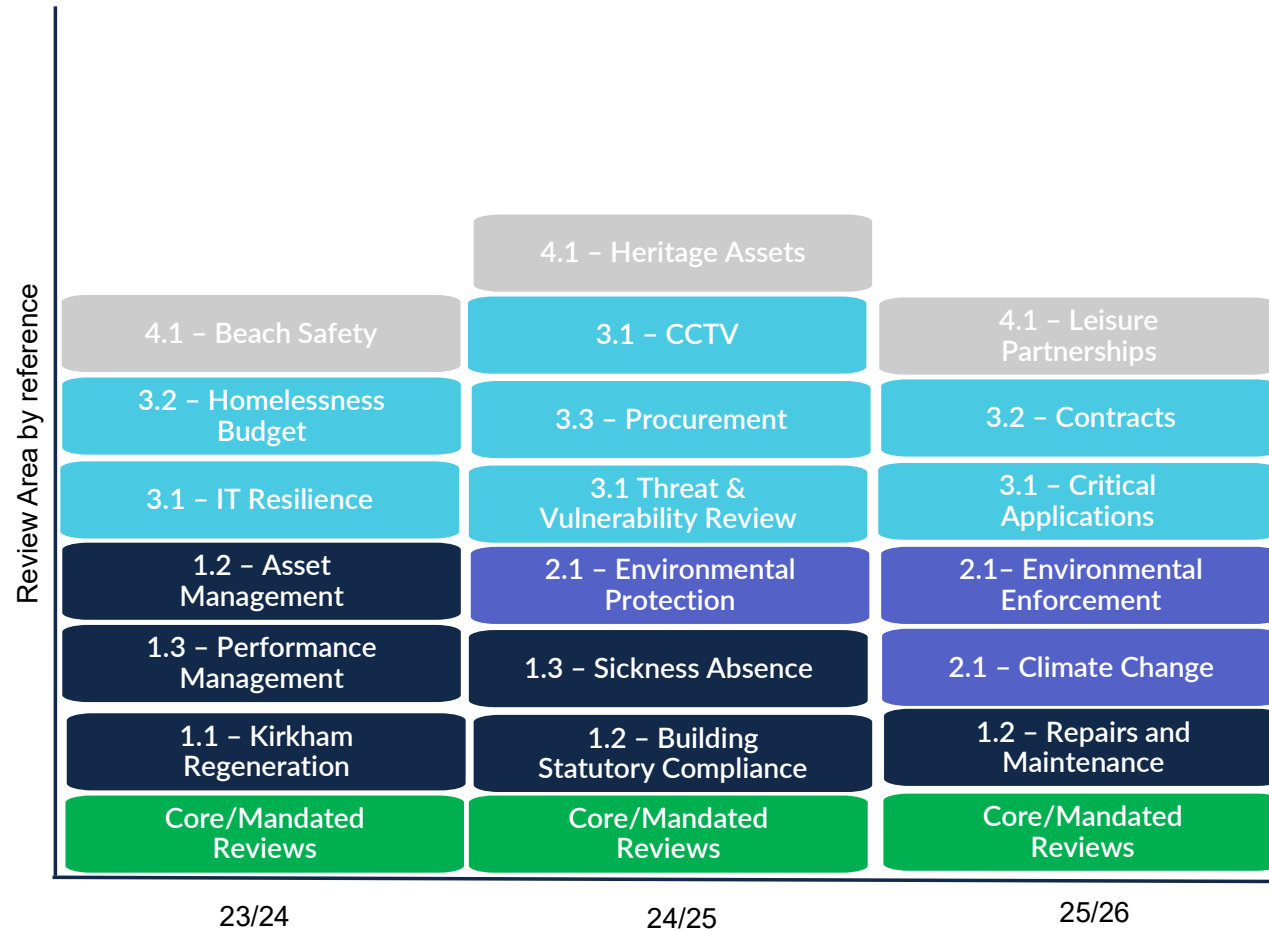 Review Area by reference
4.1 – Heritage Assets
4.1 – Beach Safety
3.1 – CCTV
4.1 – Leisure
Partnerships
3.2 – Homelessness
Budget
3.3 – Procurement
3.2 – Contracts
3.1 – IT Resilience
3.1 Threat &
Vulnerability Review
3.1 – Critical
Applications
1.2 – Asset
Management
2.1 – Environmental
Protection
2.1– Environmental
Enforcement
1.3 – Performance
Management
1.3 – Sickness Absence
2.1 – Climate Change
1.1 – Kirkham
Regeneration
1.2 – Building
Statutory Compliance
1.2 – Repairs and
Maintenance
Core/Mandated
Reviews
Core/Mandated
Reviews
Core/Mandated
Reviews
23/24
24/25
25/26